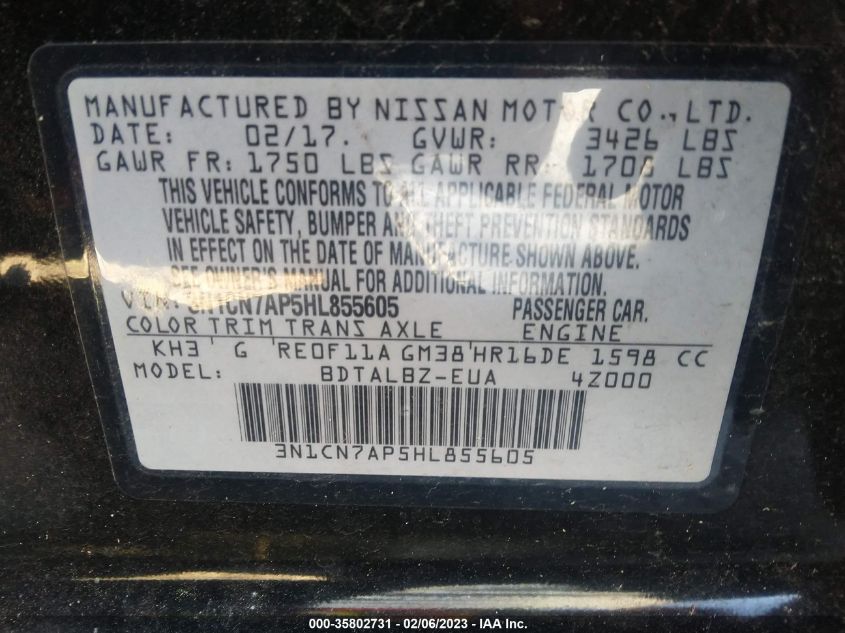 MANUFACTURED BY NISSAN MOTOR CO.,LTD.
DATE: 02/17. GVWR: 3426 LBS
GAWR FR: 1750 LBS GAWR RR: 1708 LBS
THIS VEHICLE CONFORMS TO ALL APPLICABLE FEDERAL MOTOR
VEHICLE SAFETY, BUMPER AND THEFT PREVENTION STANDARDS
IN EFFECT ON THE DATE OF MANUFACTURE SHOWN ABOVE.
SEE OWNER'S MANUAL FOR ADDITIONAL INFORMATION.
VIN: 3N1CN7AP5HL855605 PASSENGER CAR.
COLOR TRIM TRANS AXLE ENGINE
KH3 G RE0F11A GM38 HR16DE 1598 CC
MODEL: BDTALBZ-EUA 4Z000
3N1CN7AP5HL855605
000-35802731 - 02/06/2023 - IAA Inc.